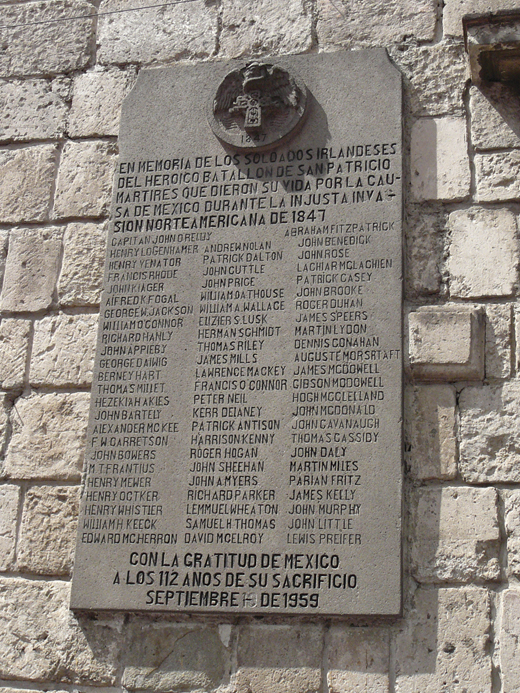 1847
EN MEMORIA DE LOS SOLDADOS IRLANDESES
DEL HEROICO BATALLON DE SAN PATRICIO
MARTIRES QUE DIERON SU VIDA POR LA CAU-
SA DE MEXICO DURANTE LA INJUSTA INVA-
SION NORTEAMERICANA DE 1847
CAPITAN JOHN OREILLY ANDREW NOLAN ABRAHAM FITZPATRICK
HENRY LOGENHAMER PATRICK DALTON JOHN BENEDICK
HENRY VENATOR JOHN CUTTLE JOHN ROSE
FRANCIS RHODE JOHN PRICE LACHIAR MCLACHEN
JOHN KAGER WILLIAM OATHOUSE PATRICK CASEY
ALFRED K FOGAL WILLIAM A WALLACE JOHN BROOKE
GEORGE W. JACKSON ELIZIER S LUSK ROGER DUHAN
WILLIAM O'CONNOR HERMAN SCHMIDT JAMES SPEERS
RICHARD HANLY THOMAS RILEY MARTIN LYDON
JOHN APPLEBY JAMES MILLS DENNIS CONAHAN
GEORGE DALWIG LAWRENCE MACKEY AUGUSTE MORSTAFT
BERNEY HART FRANCIS O CONNOR JAMES MCDOWELL
THOMAS MILLET PETER NEIL GIBSON MCDOWELL
HEZEKIAH AKLES KERR DELANEY HUGH MCCLELLAND
JOHN BARTELY PATRICK ANTISON JOHN MCDONALD
ALEXANDER MCKEE HARRISON KENNY JOHN CAVANAUGH
F. W. GARRETSON ROGER HOGAN THOMAS CASSIDY
JOHN BOWERS JOHN SHEEHAN JOHN DALY
M T FRANTIUS JOHN A MYERS MARTIN MILES
HENRY MEWER RICHARD PARKER PARIAN FRITZ
HENRY OCTKER LEMMUEL WHEATON JAMES KELLY
HENRY WHISTLER SAMUEL H THOMAS JOHN MURPHY
WILLIAM H KEECK DAVID MCELROY JOHN LITTLE
EDWARD MCHERRON LEWIS PREIFER
CON LA GRATITUD DE MEXICO
A LOS 112 AÑOS DE SU SACRIFICIO
SEPTIEMBRE DE 1959